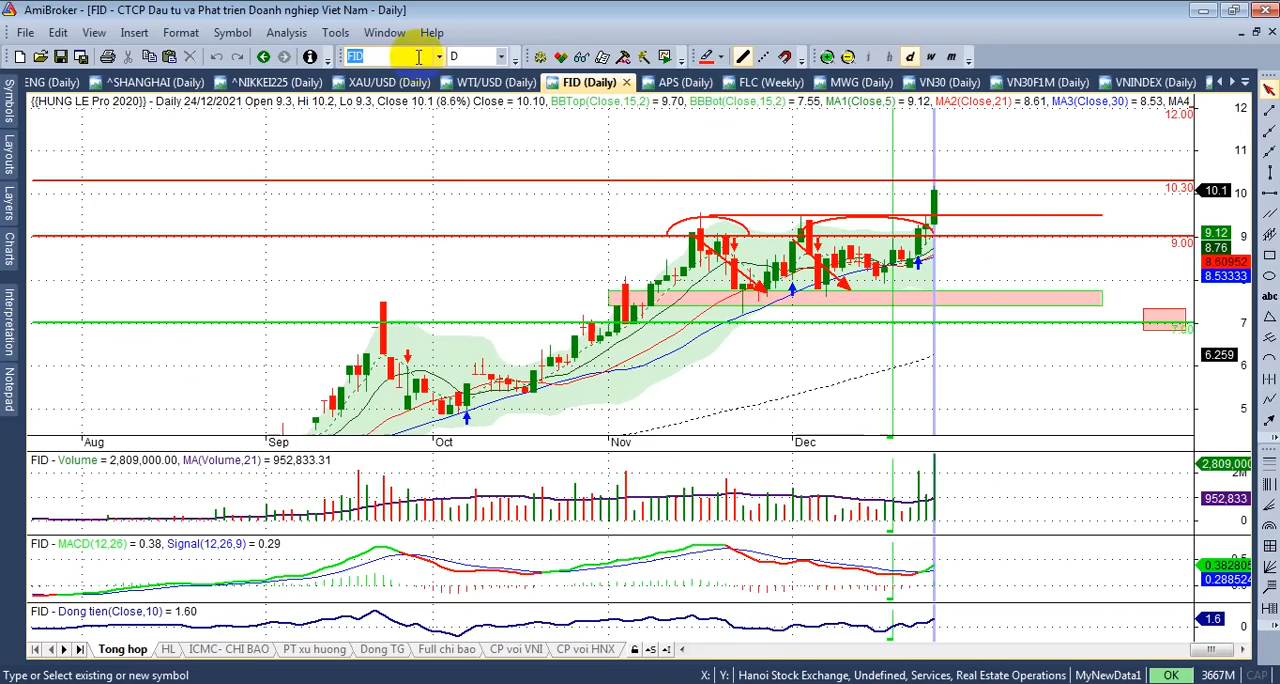 AmiBroker - [FID - CTCP Dau tu va Phat trien Doanh nghiep Viet Nam - Daily]
File Edit View Insert Format Symbol Analysis Tools Window Help
FID D d w m
ENG (Daily) ^SHANGHAI (Daily) ^NIKKEI225 (Daily) XAU/USD (Daily) WTI/USD (Daily) FID (Daily) APS (Daily) FLC (Weekly) MWG (Daily) VN30 (Daily) VN30F1M (Daily) VNINDEX (Daily)
{{HUNG LE Pro 2020}} - Daily 24/12/2021 Open 9.3, Hi 10.2, Lo 9.3, Close 10.1 (8.6%) Close = 10.10, BBTop(Close,15,2) = 9.70, BBBot(Close,15,2) = 7.55, MA1(Close,5) = 9.12, MA2(Close,21) = 8.61, MA3(Close,30) = 8.53, MA4
Symbols
Layouts
Layers
Charts
Interpretation
Notepad
12
12.00
11
10.30
10
10.1
9.12
9
9.00
8.76
8.60952
8.53333
7
6.259
6
5
Aug Sep Oct Nov Dec
FID - Volume = 2,809,000.00, MA(Volume,21) = 952,833.31
2,809,000
952,833
0
FID - MACD(12,26) = 0.38, Signal(12,26,9) = 0.29
0.382805
0.288524
FID - Dong tien(Close,10) = 1.60
1.6
0
Tong hop HL ICMC- CHI BAO PT xu huong Dong TG Full chi bao CP voi VNI CP voi HNX
Type or Select existing or new symbol X: Y: Hanoi Stock Exchange, Undefined, Services, Real Estate Operations MyNewData1 OK 3667M CAP
abc